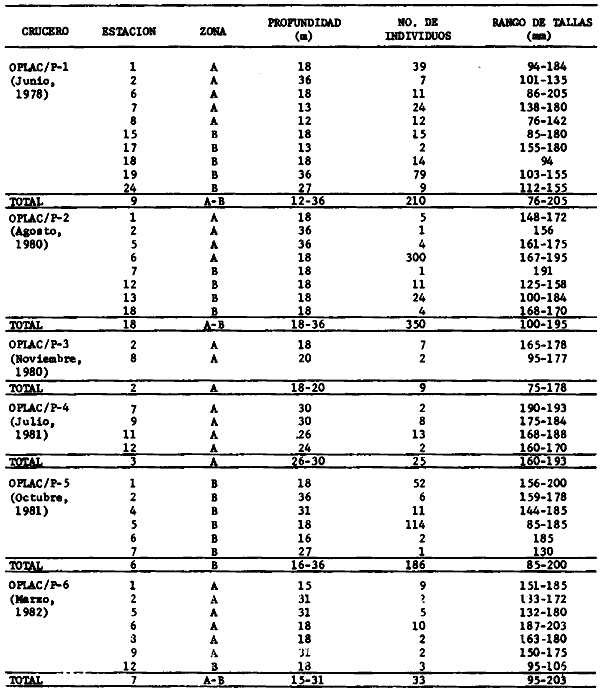 CRUCERO ESTACION ZONA PROFUNDIDAD (m) NO. DE INDIVIDUOS RANGO DE TALLAS (mm)
OPLAC/P-1 1 A 18 39 94-184
(Junio, 2 A 36 7 101-135
1978) 6 A 18 11 86-205
7 A 13 24 138-180
8 A 12 12 76-142
15 B 18 15 85-180
17 B 13 2 155-180
18 B 18 14 94
19 B 36 79 103-155
24 B 27 9 112-155
TOTAL 9 A-B 12-36 210 76-205
OPLAC/P-2 1 A 18 5 148-172
(Agosto, 2 A 36 1 156
1980) 5 A 36 4 161-175
6 A 18 300 167-195
7 B 18 1 191
12 B 18 11 125-158
13 B 18 24 100-184
18 B 18 4 168-170
TOTAL 18 A-B 18-36 350 100-195
OPLAC/P-3 2 A 18 7 165-178
(Noviembre, 8 A 20 2 95-177
1980)
TOTAL 2 A 18-20 9 75-178
OPLAC/P-4 7 A 30 2 190-193
(Julio, 9 A 30 8 175-184
1981) 11 A 26 13 168-188
12 A 24 2 160-170
TOTAL 3 A 26-30 25 160-193
OPLAC/P-5 1 B 18 52 156-200
(Octubre, 2 B 36 6 159-178
1981) 4 B 31 11 144-185
5 B 18 114 85-185
6 B 16 2 185
7 B 27 1 130
TOTAL 6 B 16-36 186 85-200
OPLAC/P-6 1 A 15 9 151-185
(Marzo, 2 A 31 133-172
1982) 5 A 31 5 132-180
6 A 18 10 187-203
A 18 2 163-180
9 A 31 2 150-175
12 B 18 3 95-106
TOTAL 7 A-B 15-31 33 95-203